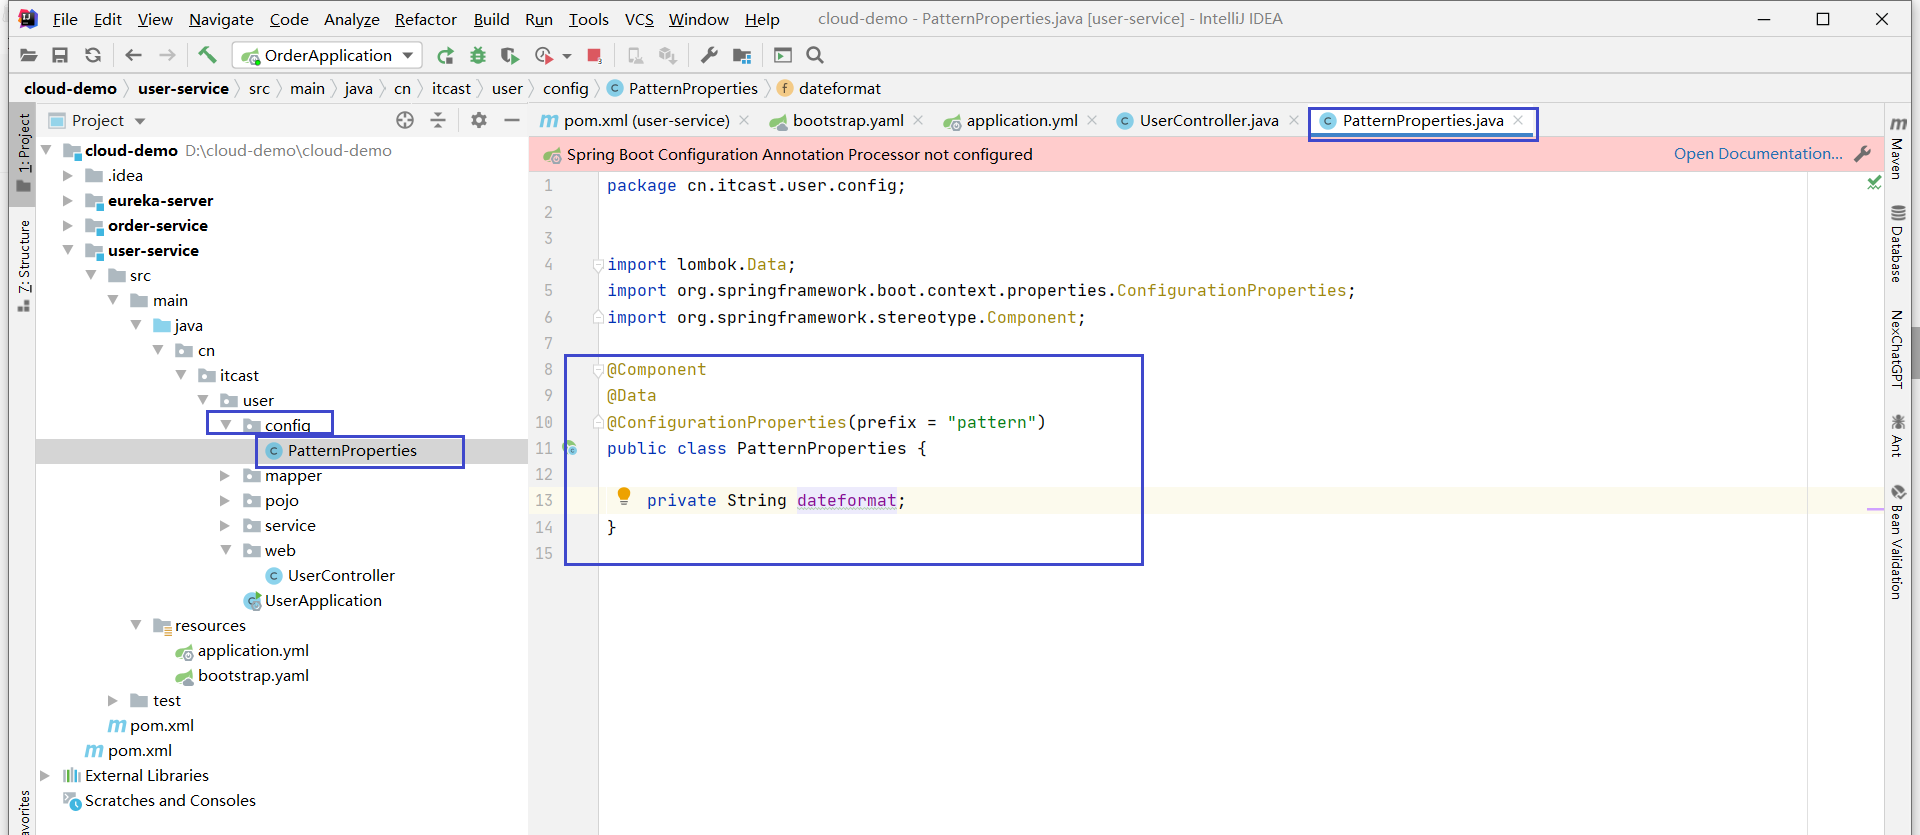 File Edit View Navigate Code Analyze Refactor Build Run Tools VCS Window Help cloud-demo - PatternProperties.java [user-service] - IntelliJ IDEA
OrderApplication
cloud-demo user-service src main java cn itcast user config PatternProperties dateformat
Project
pom.xml (user-service) bootstrap.yaml application.yml UserController.java PatternProperties.java
Spring Boot Configuration Annotation Processor not configured Open Documentation...
1: Project
Z: Structure
avorites
cloud-demo D:\cloud-demo\cloud-demo
.idea
eureka-server
order-service
user-service
src
main
java
cn
itcast
user
config
PatternProperties
mapper
pojo
service
web
UserController
UserApplication
resources
application.yml
bootstrap.yaml
test
pom.xml
pom.xml
External Libraries
Scratches and Consoles
1 package cn.itcast.user.config;
2
3
4 import lombok.Data;
5 import org.springframework.boot.context.properties.ConfigurationProperties;
6 import org.springframework.stereotype.Component;
7
8 @Component
9 @Data
10 @ConfigurationProperties(prefix = "pattern")
11 public class PatternProperties {
12
13 private String dateformat;
14 }
15
Maven
Database
NexChatGPT
Ant
Bean Validation